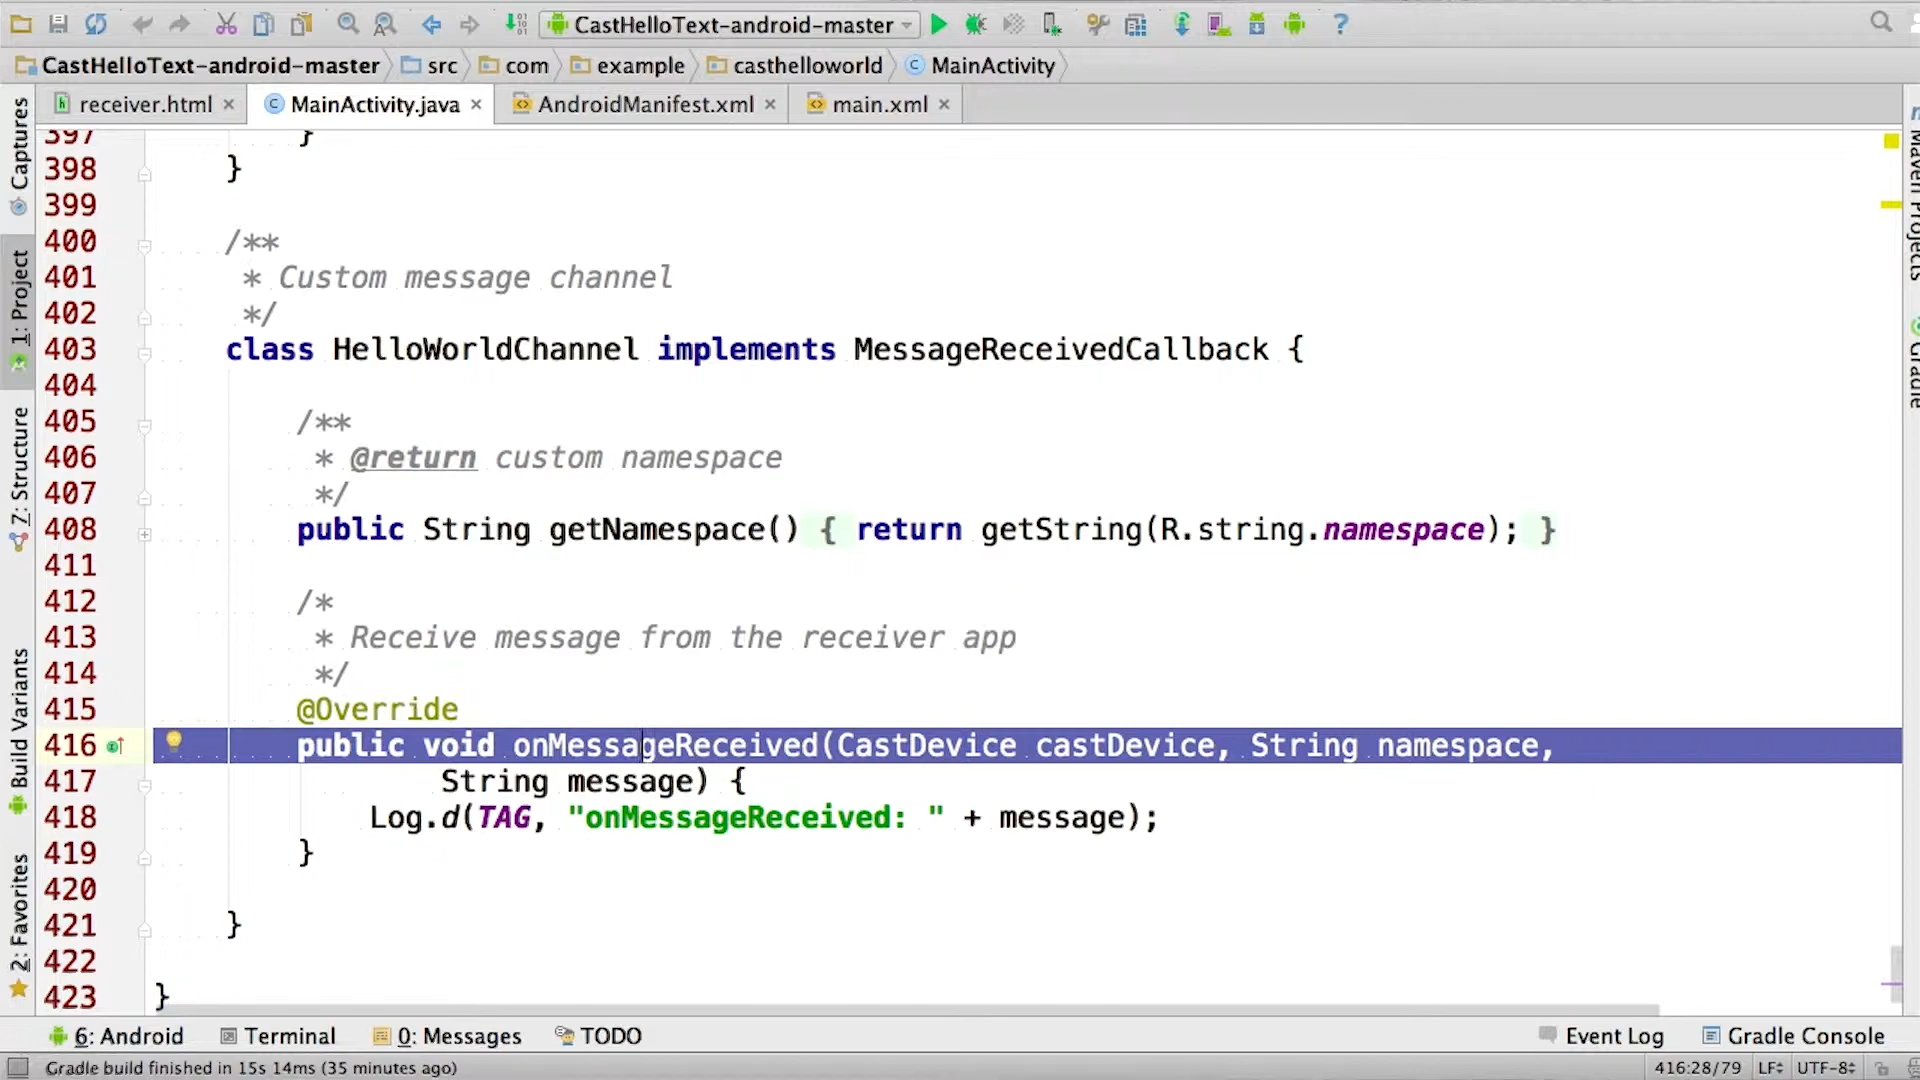 CastHelloText-android-master
CastHelloText-android-master src com example casthelloworld MainActivity
receiver.html MainActivity.java AndroidManifest.xml main.xml
Captures
1: Project
Z: Structure
Build Variants
2: Favorites
397 }
398 }
399
400 /**
401 * Custom message channel
402 */
403 class HelloWorldChannel implements MessageReceivedCallback {
404
405 /**
406 * @return custom namespace
407 */
408 public String getNamespace() { return getString(R.string.namespace); }
411
412 /*
413 * Receive message from the receiver app
414 */
415 @Override
416 public void onMessageReceived(CastDevice castDevice, String namespace,
417 String message) {
418 Log.d(TAG, "onMessageReceived: " + message);
419 }
420
421 }
422
423 }
Maven Projects
Gradle
6: Android Terminal 0: Messages TODO Event Log Gradle Console
Gradle build finished in 15s 14ms (35 minutes ago) 416:28/79 LF UTF-8